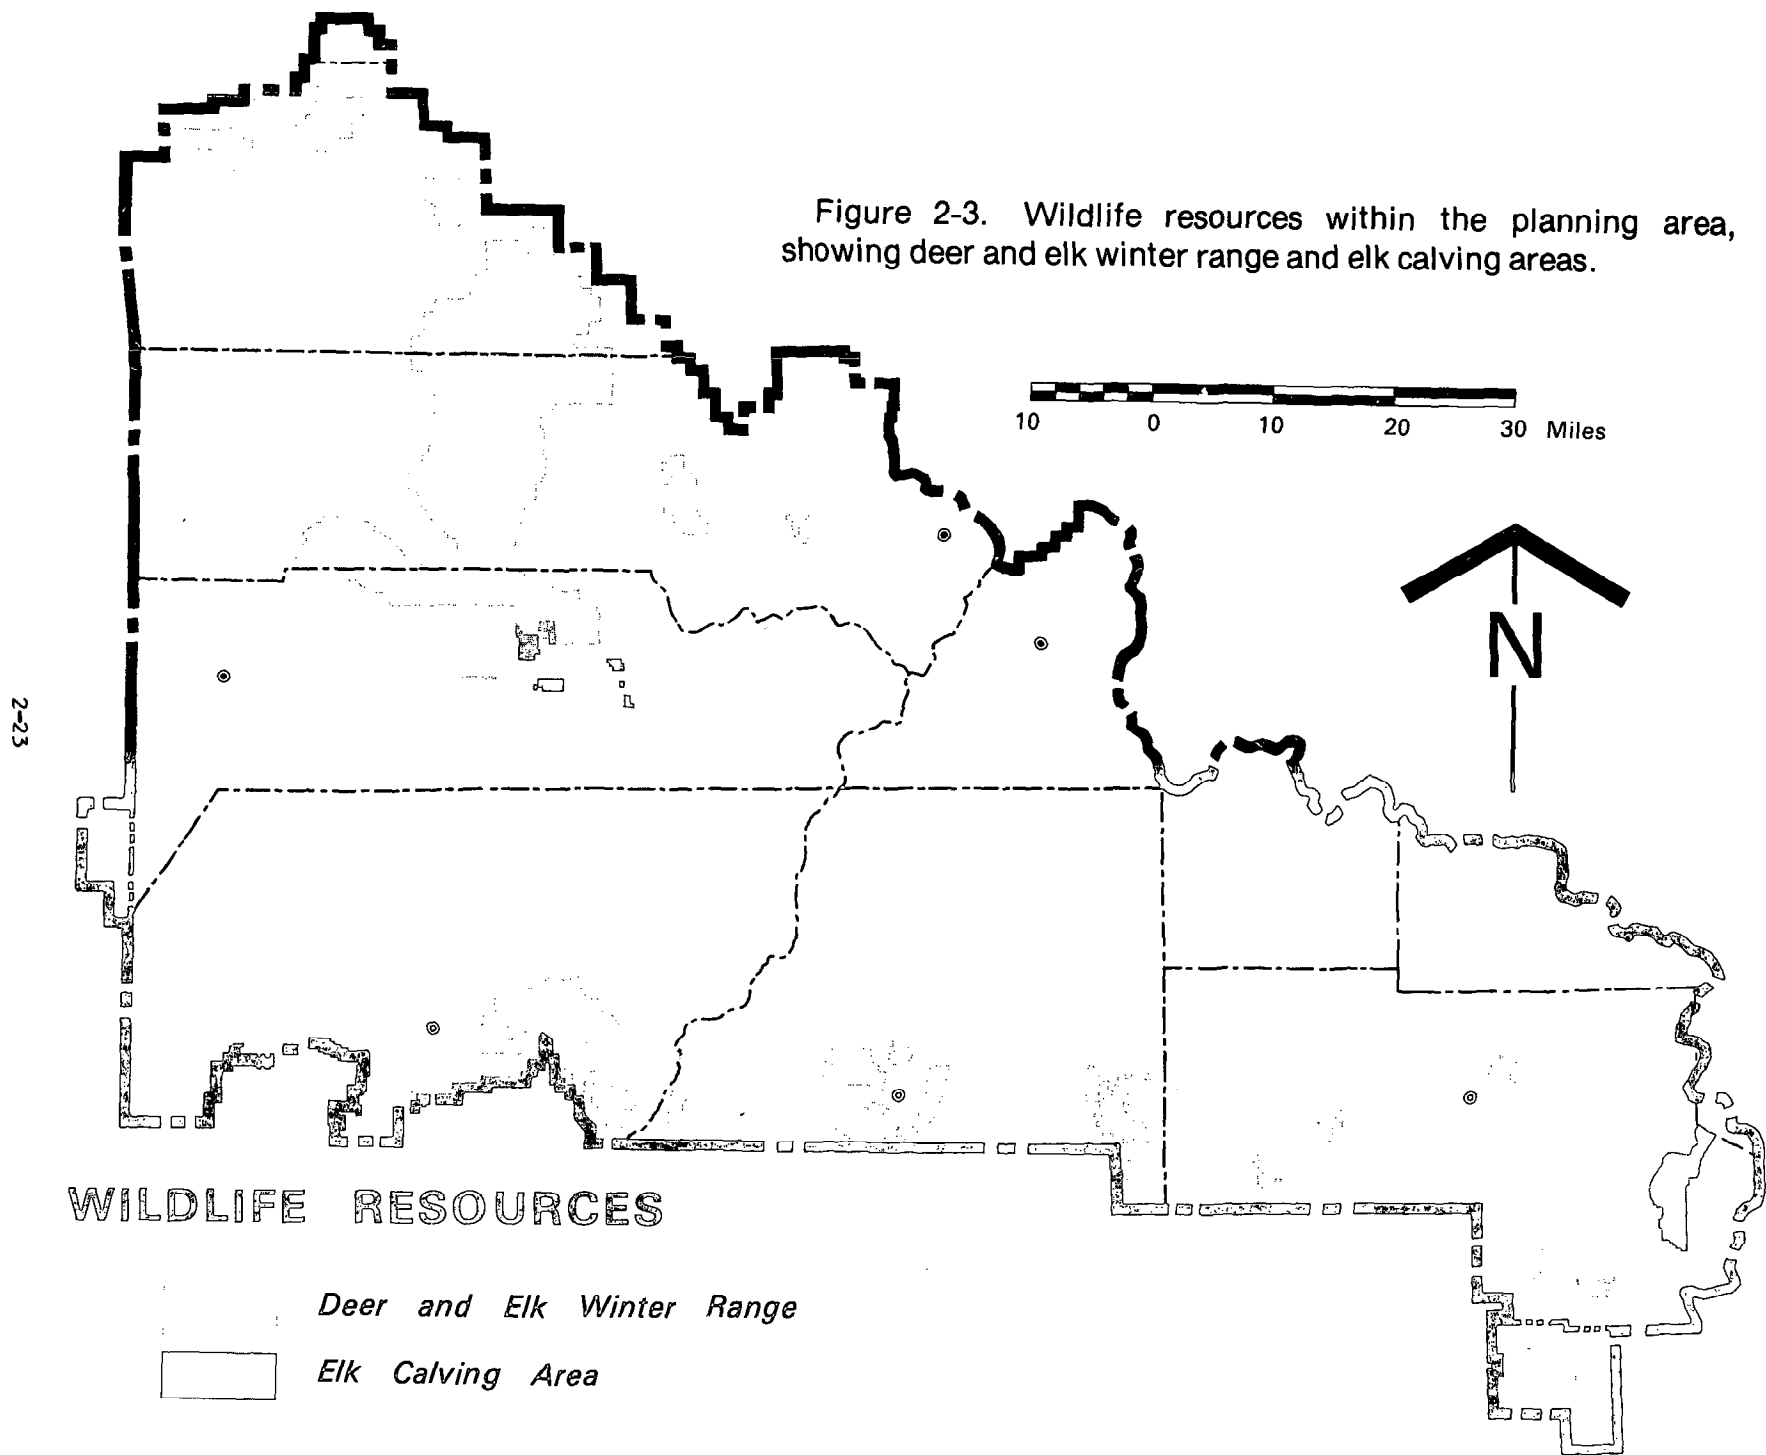 Figure 2-3. Wildlife resources within the planning area,
showing deer and elk winter range and elk calving areas.
10 0 10 20 30 Miles
N
2-23
WILDLIFE RESOURCES
Deer and Elk Winter Range
Elk Calving Area